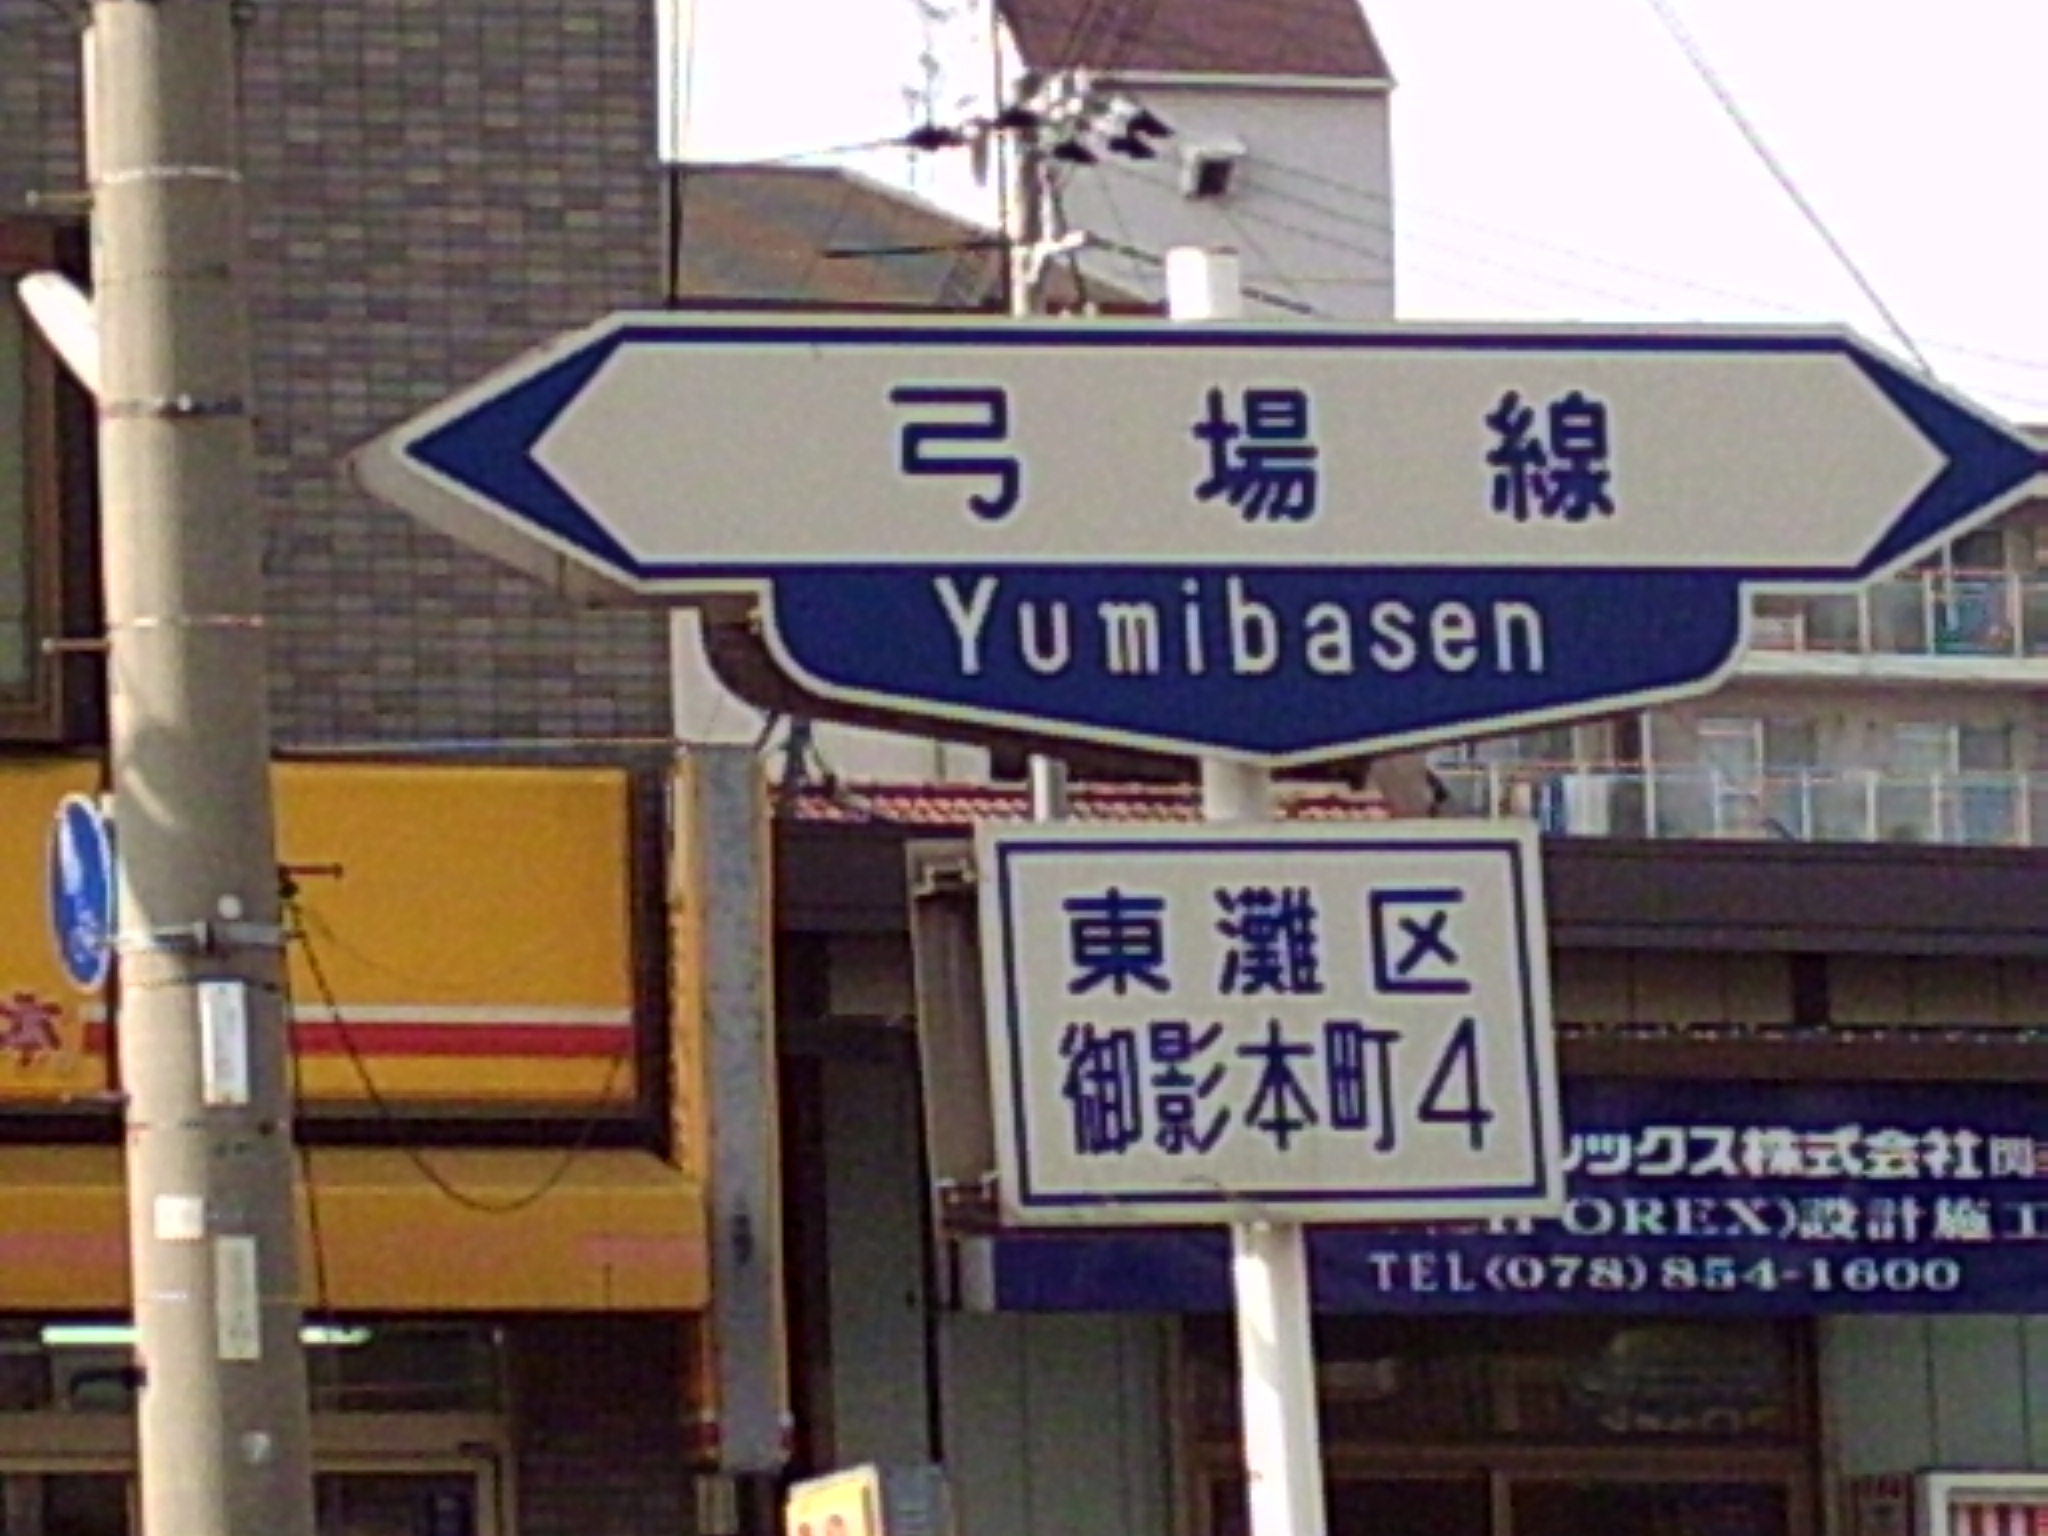 弓場線
Yumibasen
東灘区
御影本町4
ックス株式会社
OREX)設計施工
TEL(078)854-1600